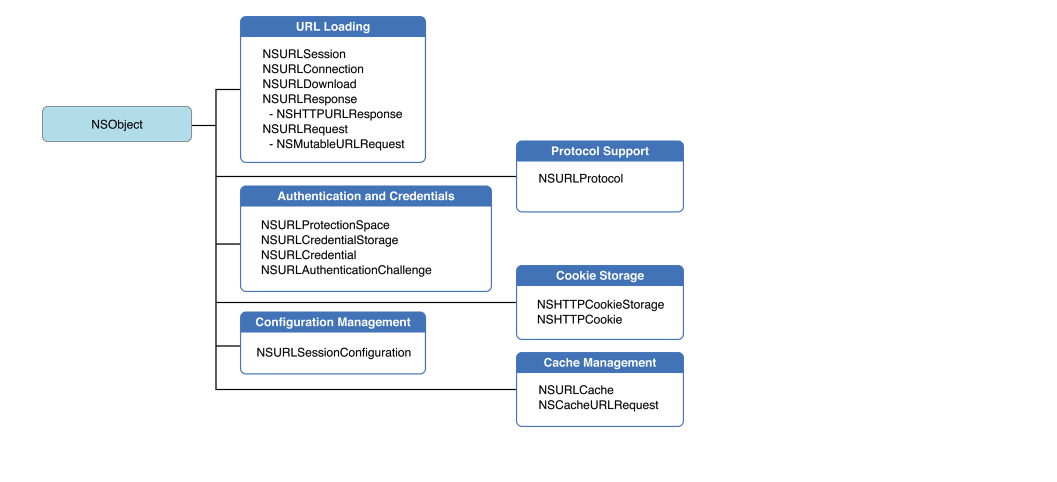 URL Loading
NSURLSession
NSURLConnection
NSURLDownload
NSURLResponse
- NSHTTPURLResponse
NSURLRequest
- NSMutableURLRequest
NSObject
Protocol Support
NSURLProtocol
Authentication and Credentials
NSURLProtectionSpace
NSURLCredentialStorage
NSURLCredential
NSURLAuthenticationChallenge
Cookie Storage
NSHTTPCookieStorage
NSHTTPCookie
Configuration Management
NSURLSessionConfiguration
Cache Management
NSURLCache
NSCacheURLRequest